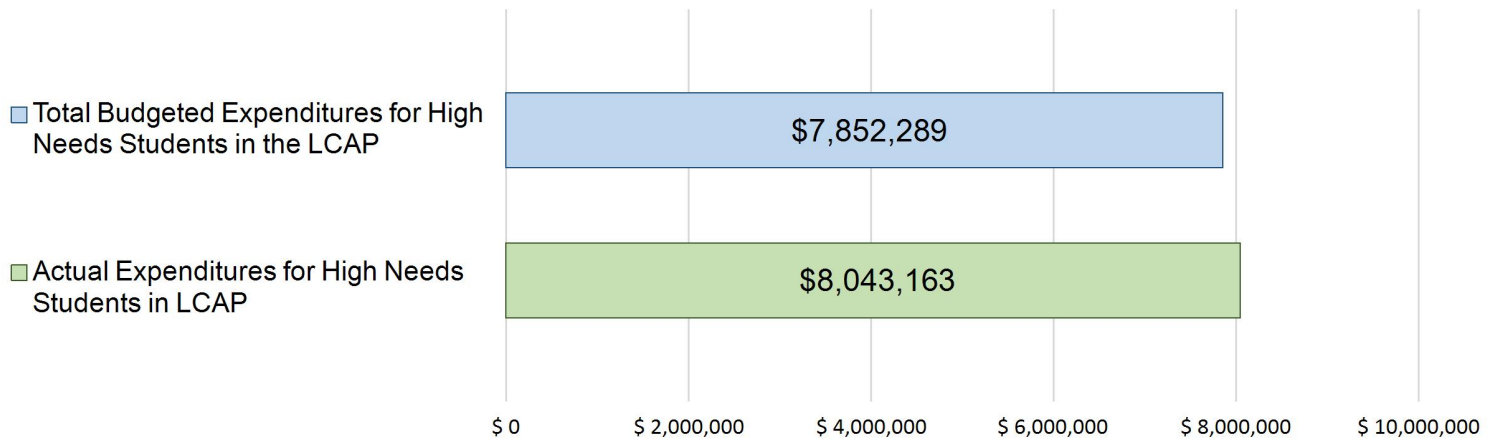 Total Budgeted Expenditures for High
Needs Students in the LCAP
$7,852,289
Actual Expenditures for High Needs
Students in LCAP
$8,043,163
$ 0
$ 2,000,000
$ 4,000,000
$ 6,000,000
$ 8,000,000
$ 10,000,000